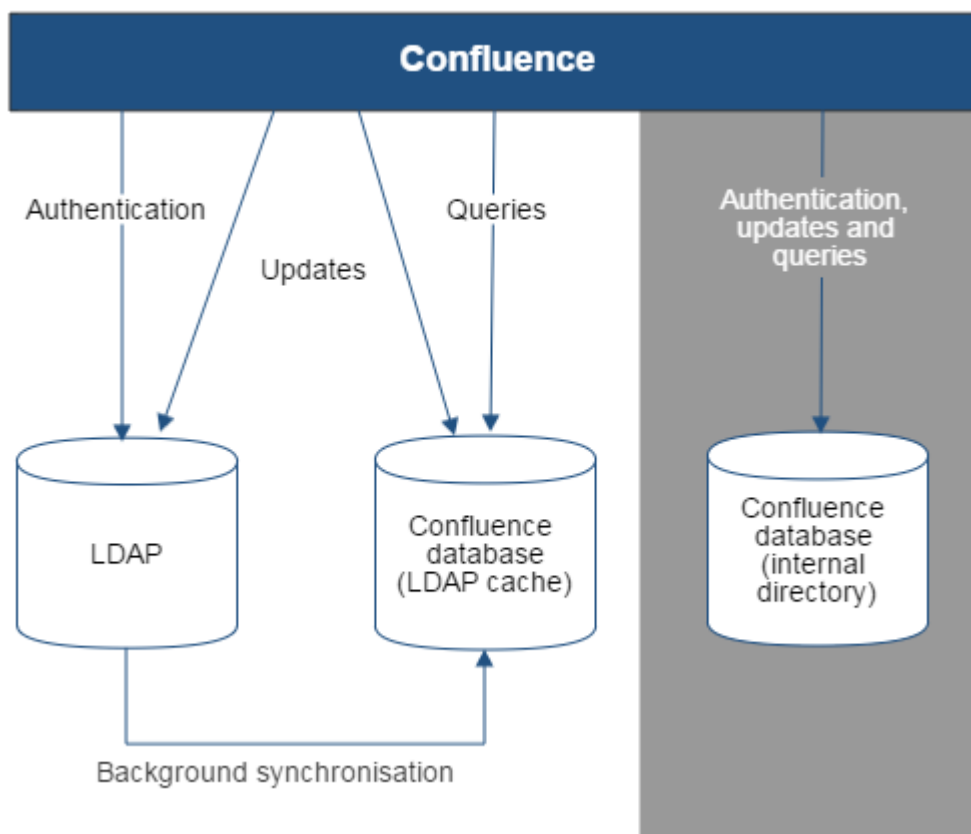 Confluence
Authentication
Queries
Updates
Authentication,
updates and
queries
LDAP
Confluence
database
(LDAP cache)
Confluence
database
(internal
directory)
Background synchronisation